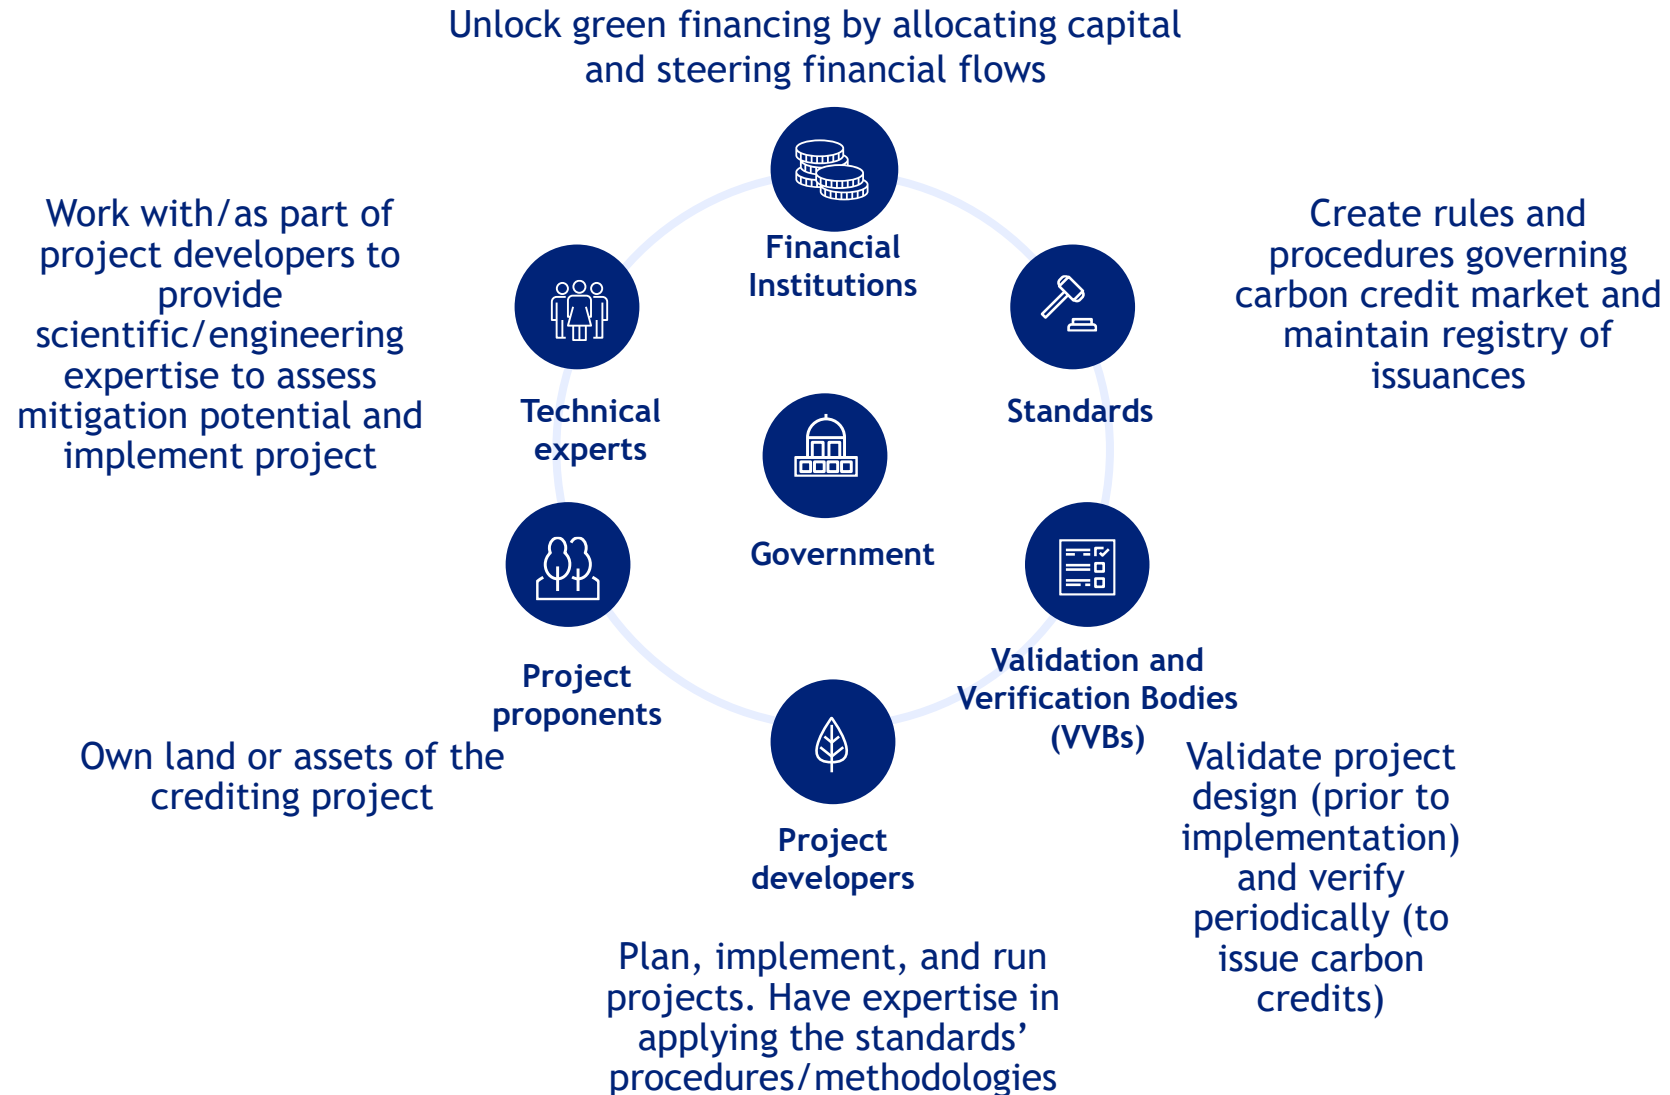 Unlock green financing by allocating capital
and steering financial flows
Financial
Institutions
Work with/as part of
project developers to
provide
scientific/engineering
expertise to assess
mitigation potential and
implement project
Technical
experts
Create rules and
procedures governing
carbon credit market and
maintain registry of
issuances
Standards
Government
Project
proponents
Own land or assets of the
crediting project
Validation and
Verification Bodies
(VVBs)
Validate project
design (prior to
implementation)
and verify
periodically (to
issue carbon
credits)
Project
developers
Plan, implement, and run
projects. Have expertise in
applying the standards’
procedures/methodologies